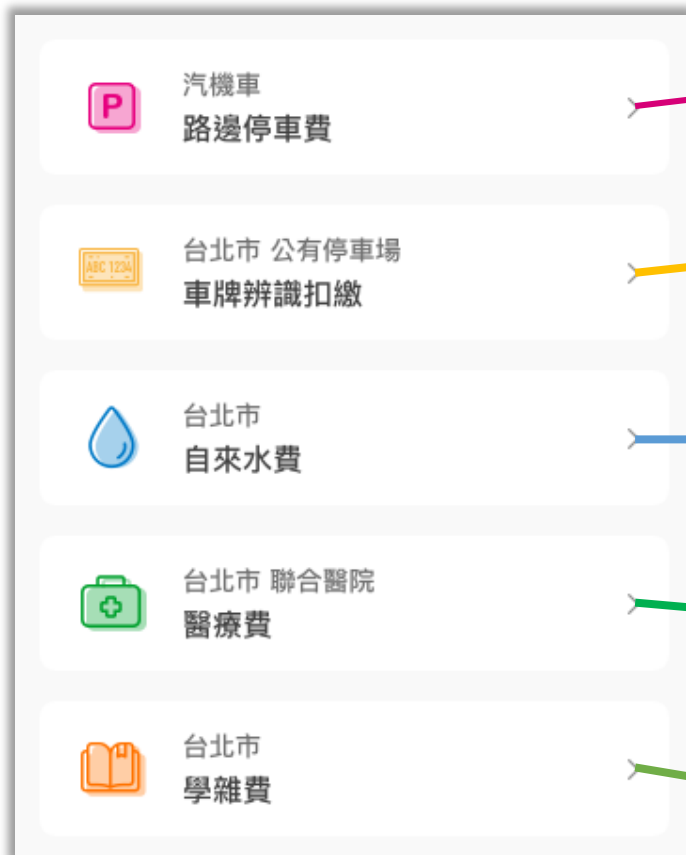 P
汽機車
路邊停車費
ABC 1234
台北市 公有停車場
車牌辨識扣繳
台北市
自來水費
台北市 聯合醫院
醫療費
台北市
學雜費